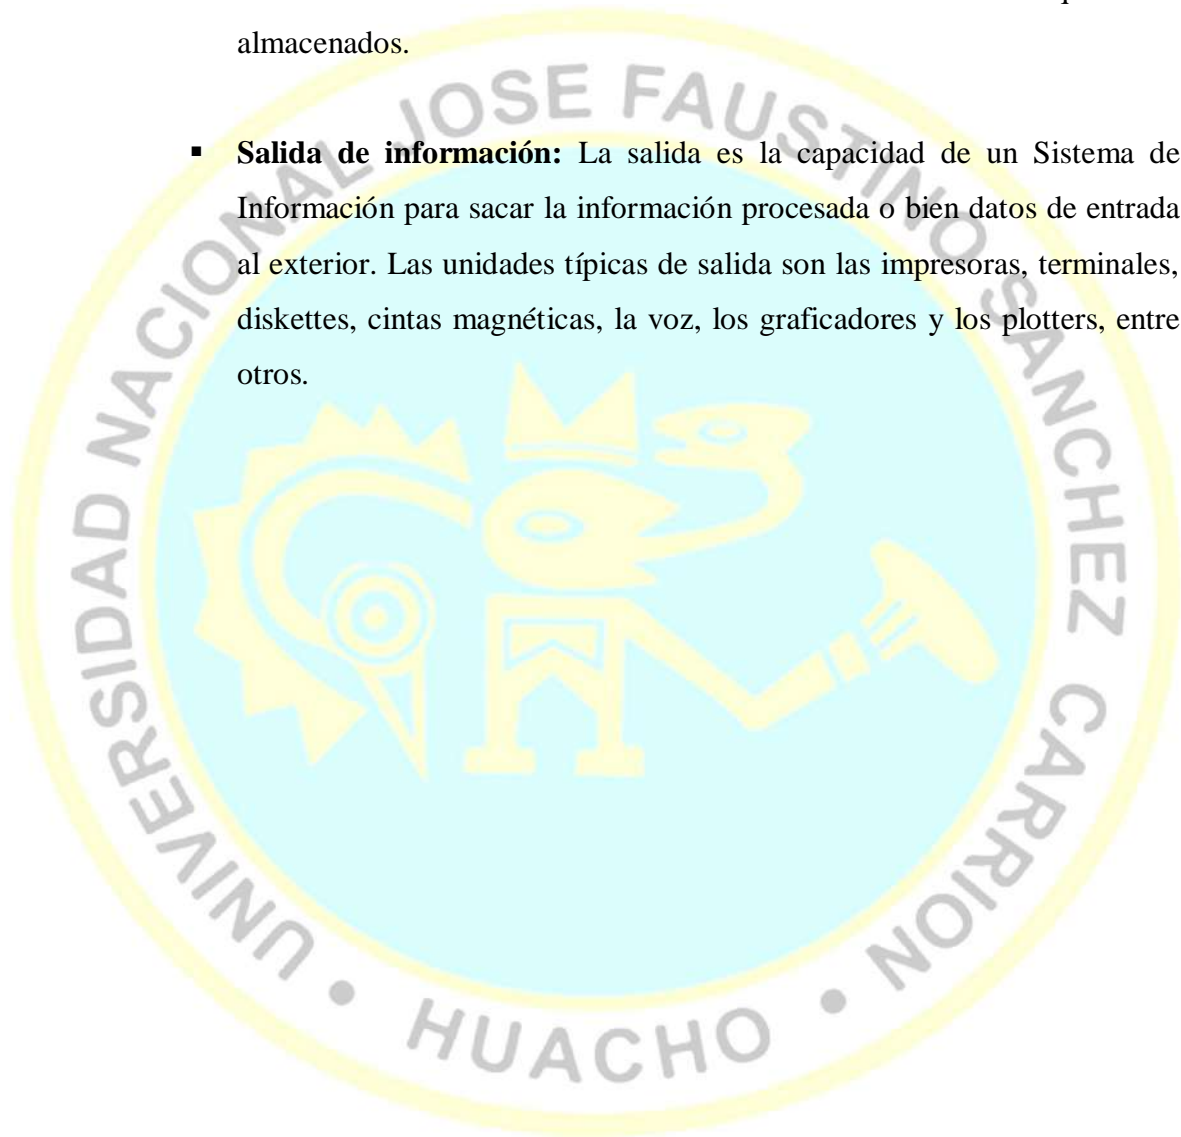 almacenados.
▪ Salida de información: La salida es la capacidad de un Sistema de
Información para sacar la información procesada o bien datos de entrada
al exterior. Las unidades típicas de salida son las impresoras, terminales,
diskettes, cintas magnéticas, la voz, los graficadores y los plotters, entre
otros.
UNIVERSIDAD NACIONAL JOSE FAUSTINO SANCHEZ CARRION • HUACHO •